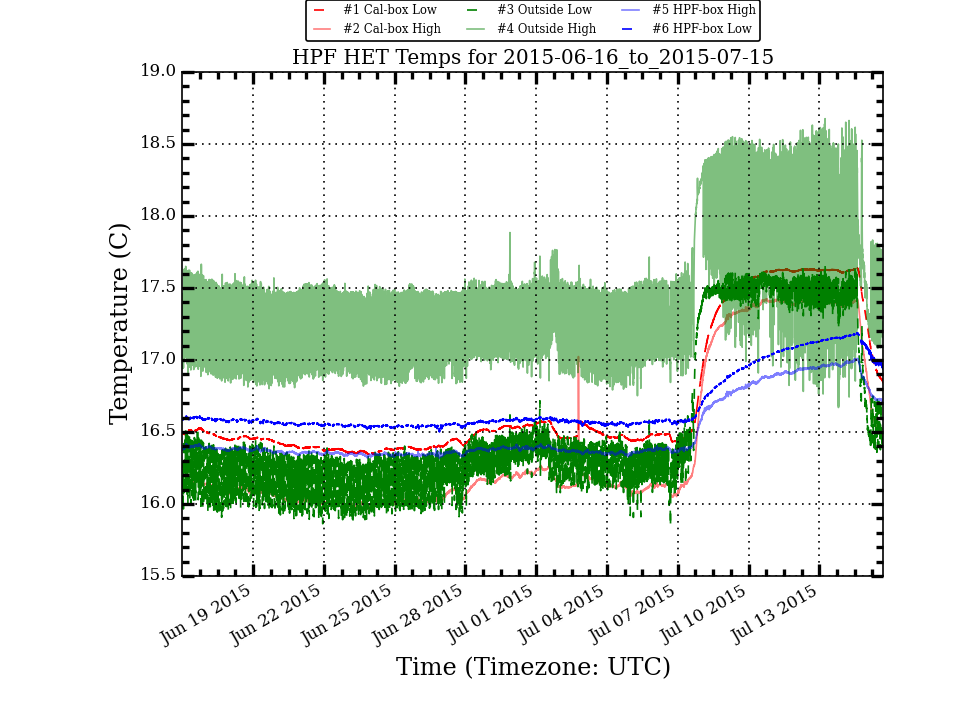 #1 Cal-box Low #3 Outside Low #5 HPF-box High
#2 Cal-box High #4 Outside High #6 HPF-box Low
HPF HET Temps for 2015-06-16_to_2015-07-15
19.0
18.5
18.0
17.5
17.0
16.5
16.0
15.5
Temperature (C)
Jun 19 2015
Jun 22 2015
Jun 25 2015
Jun 28 2015
Jul 01 2015
Jul 04 2015
Jul 07 2015
Jul 10 2015
Jul 13 2015
Time (Timezone: UTC)